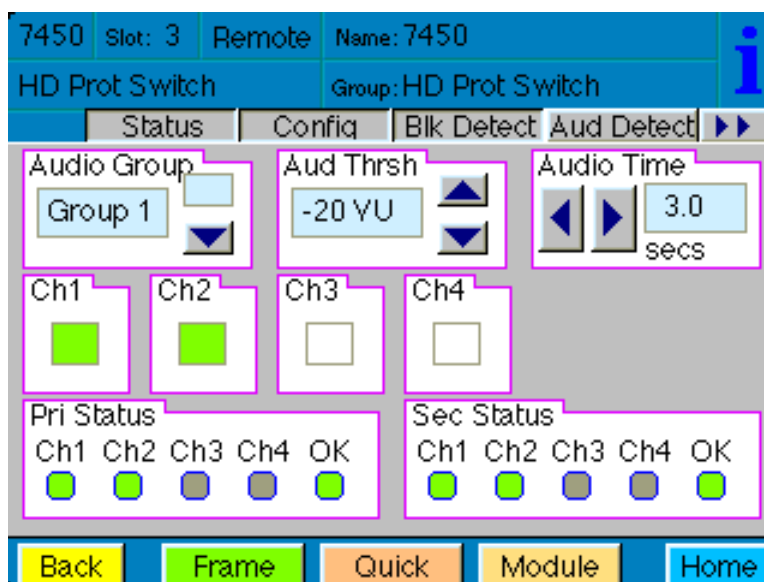 7450 Slot: 3 Remote Name: 7450
HD Prot Switch Group: HD Prot Switch
i
Status Config Blk Detect Aud Detect
Audio Group Aud Thrsh Audio Time
Group 1 -20 VU 3.0
secs
Ch1 Ch2 Ch3 Ch4
Pri Status Sec Status
Ch1 Ch2 Ch3 Ch4 OK Ch1 Ch2 Ch3 Ch4 OK
Back Frame Quick Module Home